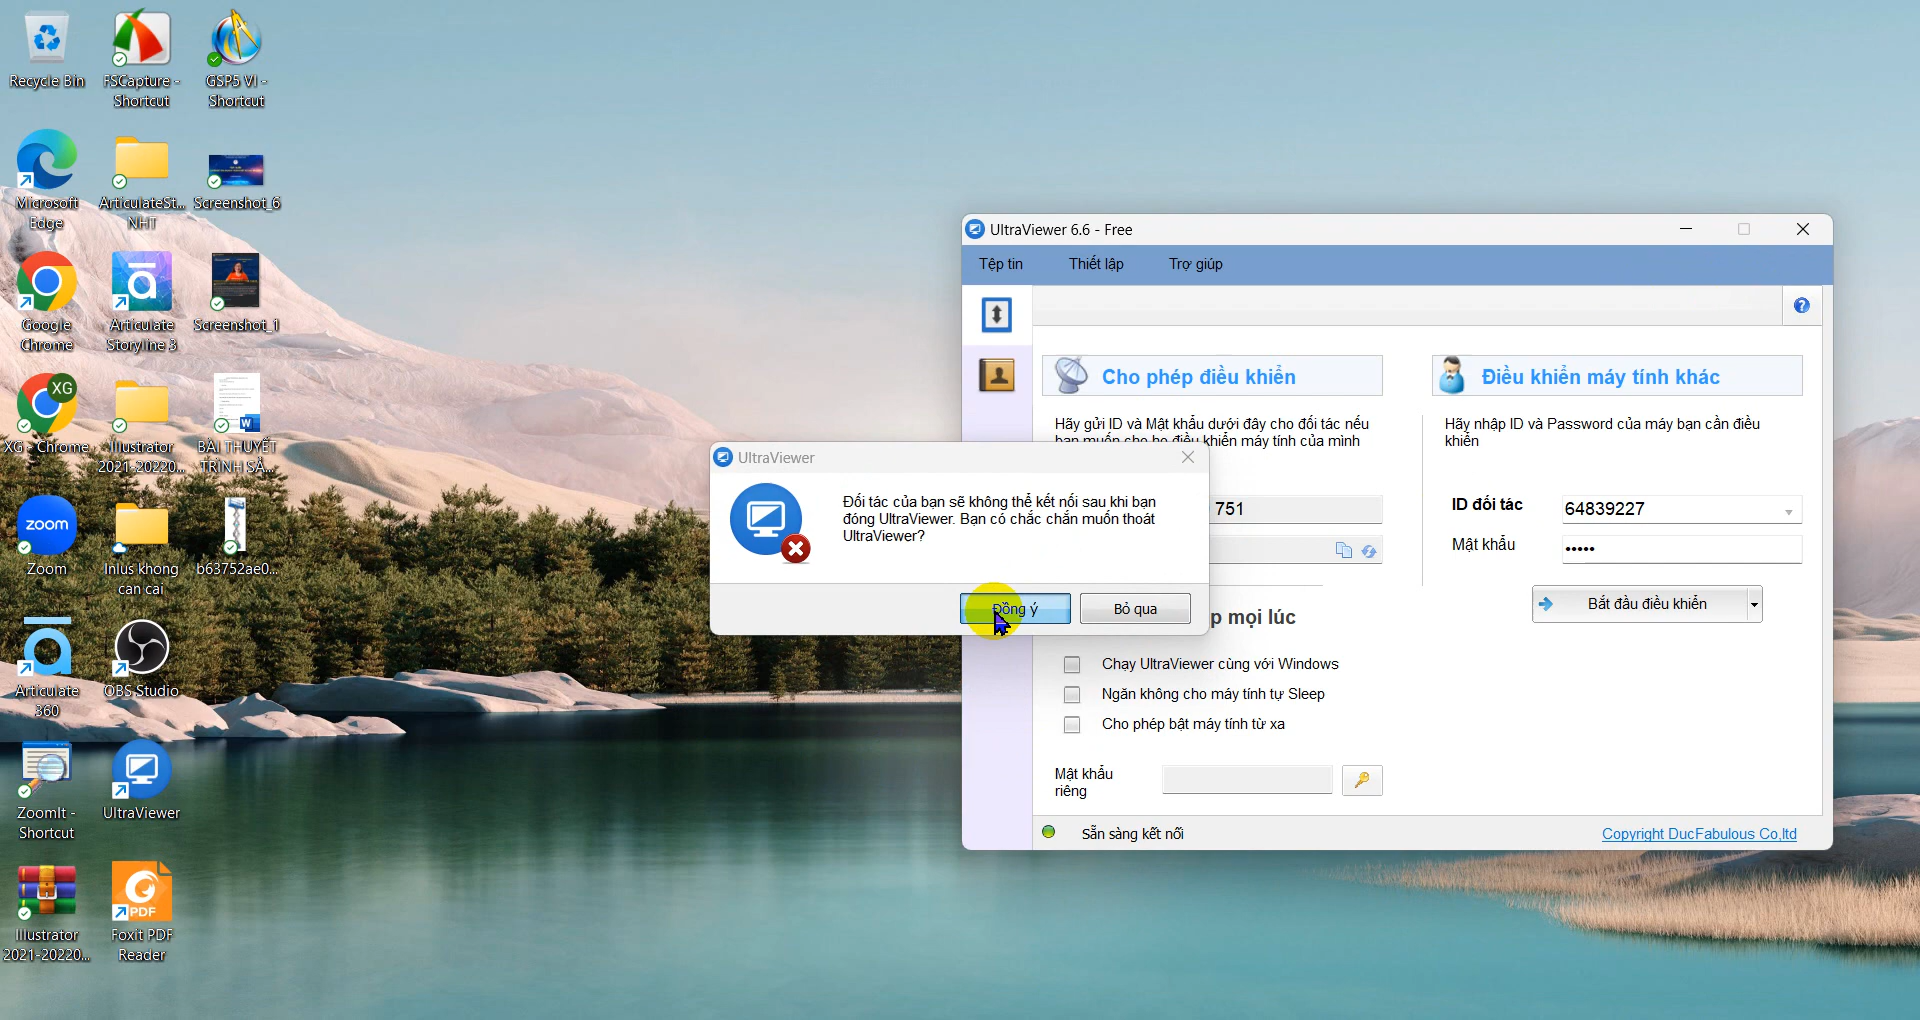 Recycle Bin
FSCapture -
Shortcut
GSP5 VI -
Shortcut
Microsoft
Edge
ArticulateSt...
NHT
Screenshot_6
Google
Chrome
Articulate
Storyline 3
Screenshot_1
XG
XG - Chrome
Illustrator
2021-20220...
W
BÀI THUYẾT
TRÌNH SẢ...
zoom
Zoom
Inlus khong
can cai
b63752ae0...
Articulate
360
OBS Studio
ZoomIt -
Shortcut
UltraViewer
Illustrator
2021-20220...
PDF
Foxit PDF
Reader
UltraViewer 6.6 - Free
Tệp tin
Thiết lập
Trợ giúp
Cho phép điều khiển
Hãy gửi ID và Mật khẩu dưới đây cho đối tác nếu
bạn muốn cho họ điều khiển máy tính của mình
751
p mọi lúc
Chạy UltraViewer cùng với Windows
Ngăn không cho máy tính tự Sleep
Cho phép bật máy tính từ xa
Mật khẩu
riêng
Điều khiển máy tính khác
Hãy nhập ID và Password của máy bạn cần điều
khiển
ID đối tác
64839227
Mật khẩu
•••••
Bắt đầu điều khiển
Sẵn sàng kết nối
Copyright DucFabulous Co,ltd
UltraViewer
Đối tác của bạn sẽ không thể kết nối sau khi bạn
đóng UltraViewer. Bạn có chắc chắn muốn thoát
UltraViewer?
Đồng ý
Bỏ qua